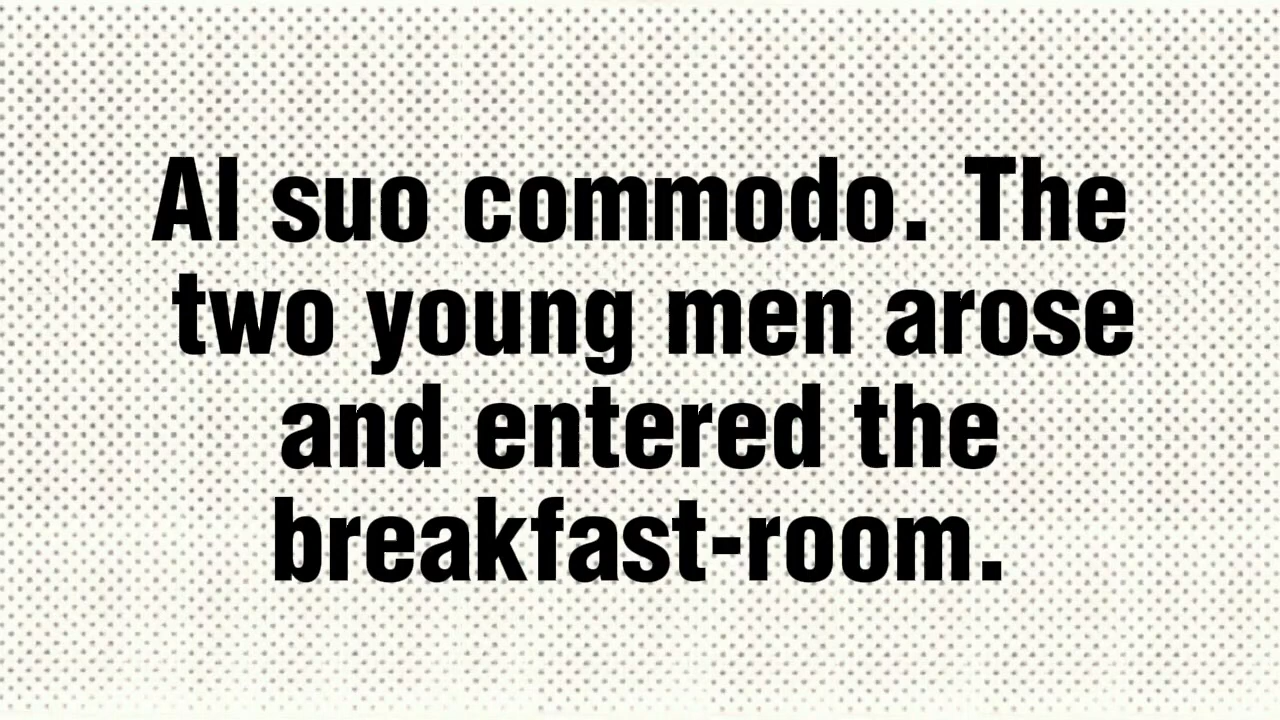 Al suo commodo. The
two young men arose
and entered the
breakfast-room.